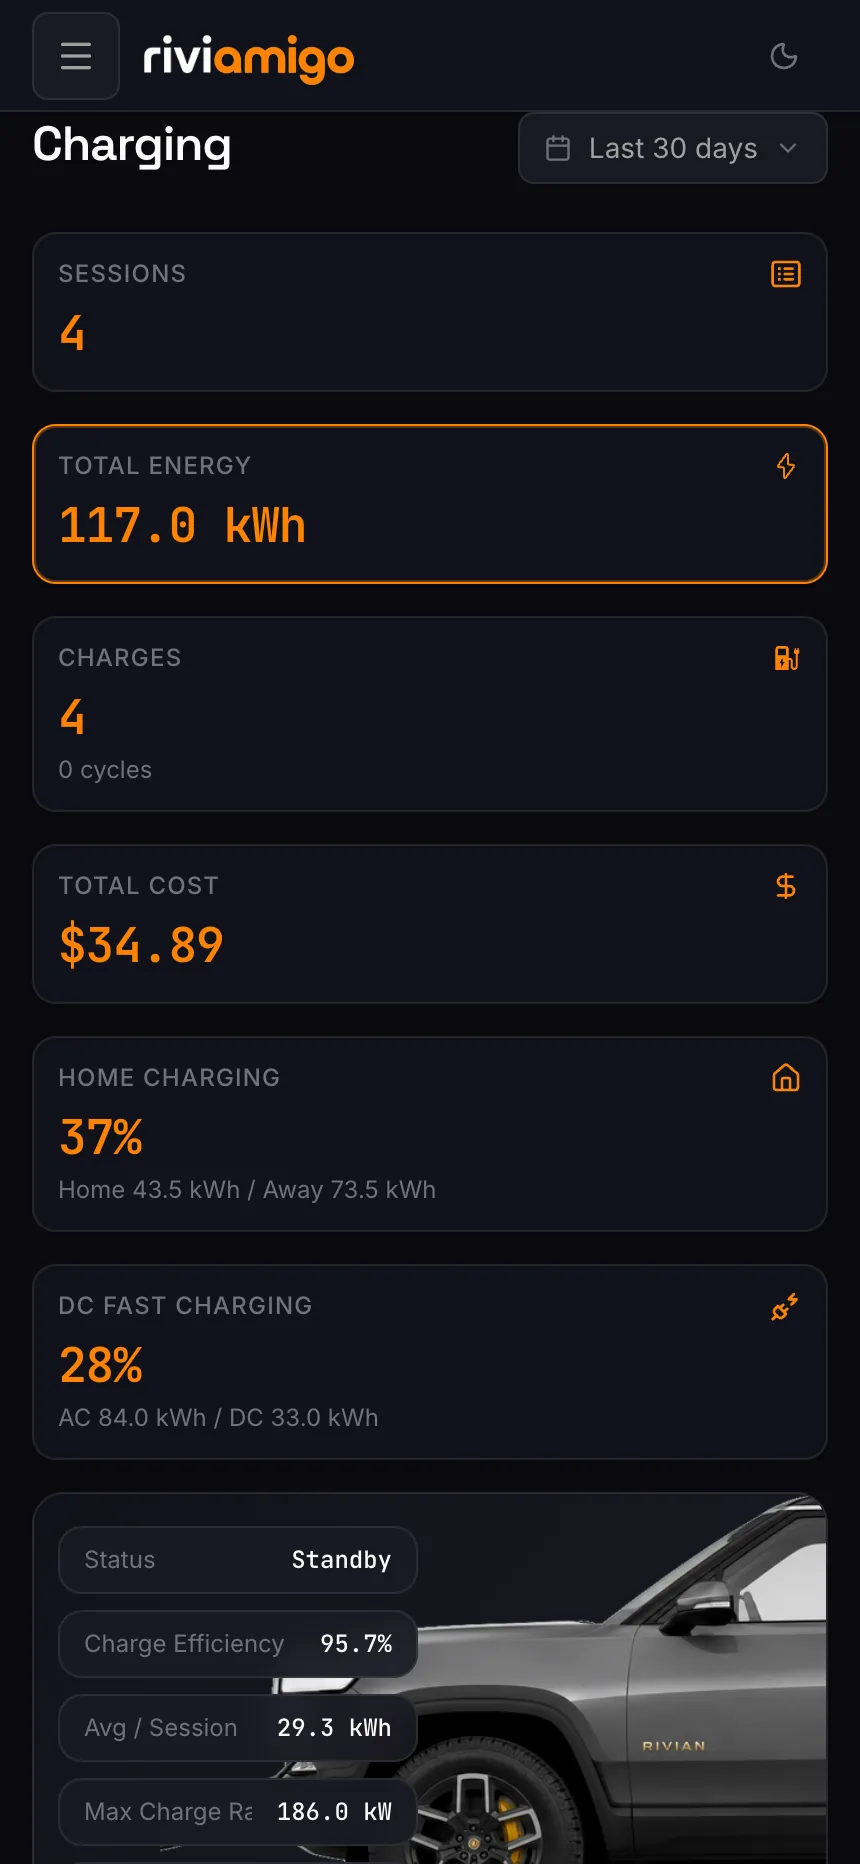 riviamigo
Charging
Last 30 days
SESSIONS
4
TOTAL ENERGY
117.0 kWh
CHARGES
4
0 cycles
TOTAL COST
$34.89
HOME CHARGING
37%
Home 43.5 kWh / Away 73.5 kWh
DC FAST CHARGING
28%
AC 84.0 kWh / DC 33.0 kWh
Status Standby
Charge Efficiency 95.7%
Avg / Session 29.3 kWh
RIVIAN
Max Charge Ra 186.0 kW